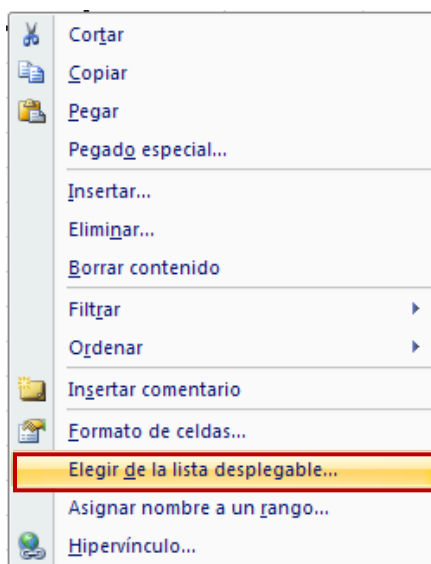 Cortar
Copiar
Pegar
Pegado especial...
Insertar...
Eliminar...
Borrar contenido
Filtrar
Ordenar
Insertar comentario
Formato de celdas...
Elegir de la lista desplegable...
Asignar nombre a un rango...
Hipervínculo...